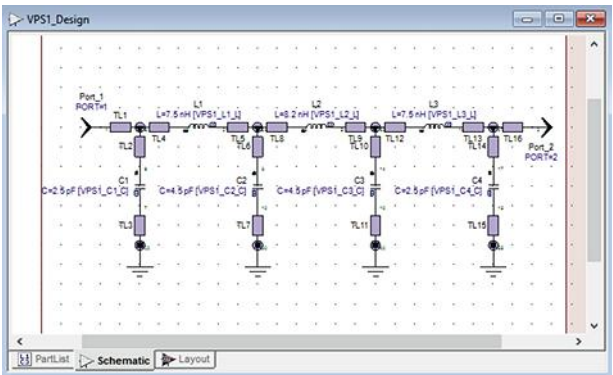 VPS1_Design
Port_1
PORT=1
TL1
L1
L=7.5 nH [VPS1_L1_L]
TL4
TL5
L2
L=8.2 nH [VPS1_L2_L]
TL8
TL9
L3
L=7.5 nH [VPS1_L3_L]
TL12
TL13
TL16
Port_2
PORT=2
TL2
TL6
TL10
TL14
C1
C=2.5 pF [VPS1_C1_C]
C2
C=4.5 pF [VPS1_C2_C]
C3
C=4.5 pF [VPS1_C3_C]
C4
C=2.5 pF [VPS1_C4_C]
TL3
TL7
TL11
TL15
PartList
Schematic
Layout